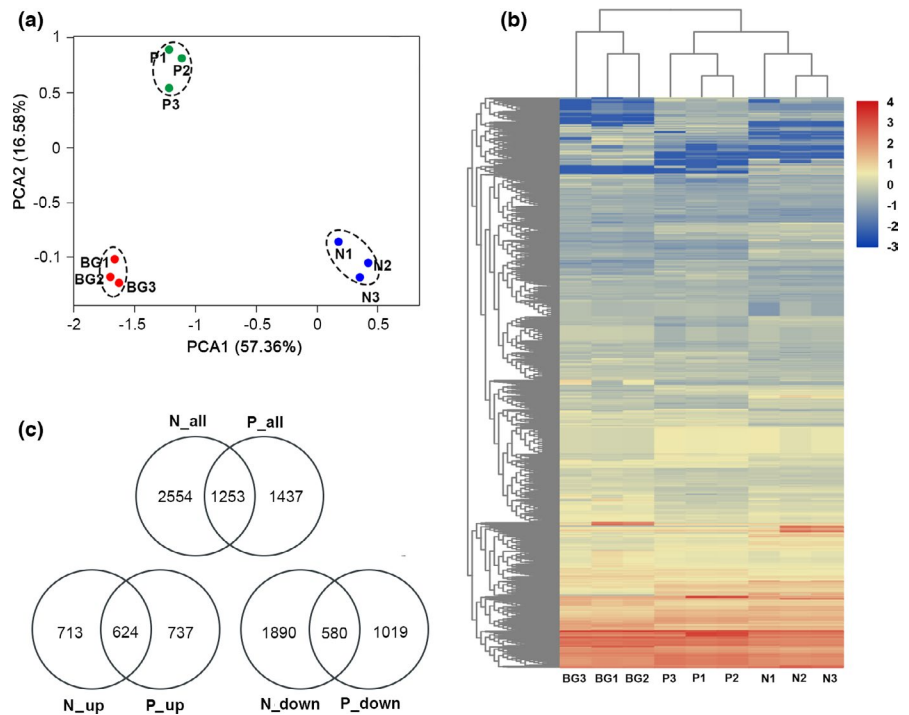 (a)
1
0.5
0
-0.5
-0.1
PCA2 (16.58%)
P1
P2
P3
BG1
BG2
BG3
N1
N2
N3
-2
-1.5
-1
-0.5
0
0.5
PCA1 (57.36%)
(b)
4
3
2
1
0
-1
-2
-3
BG3 BG1 BG2 P3 P1 P2 N1 N2 N3
(c)
N_all P_all
2554 1253 1437
713 624 737
N_up P_up
1890 580 1019
N_down P_down